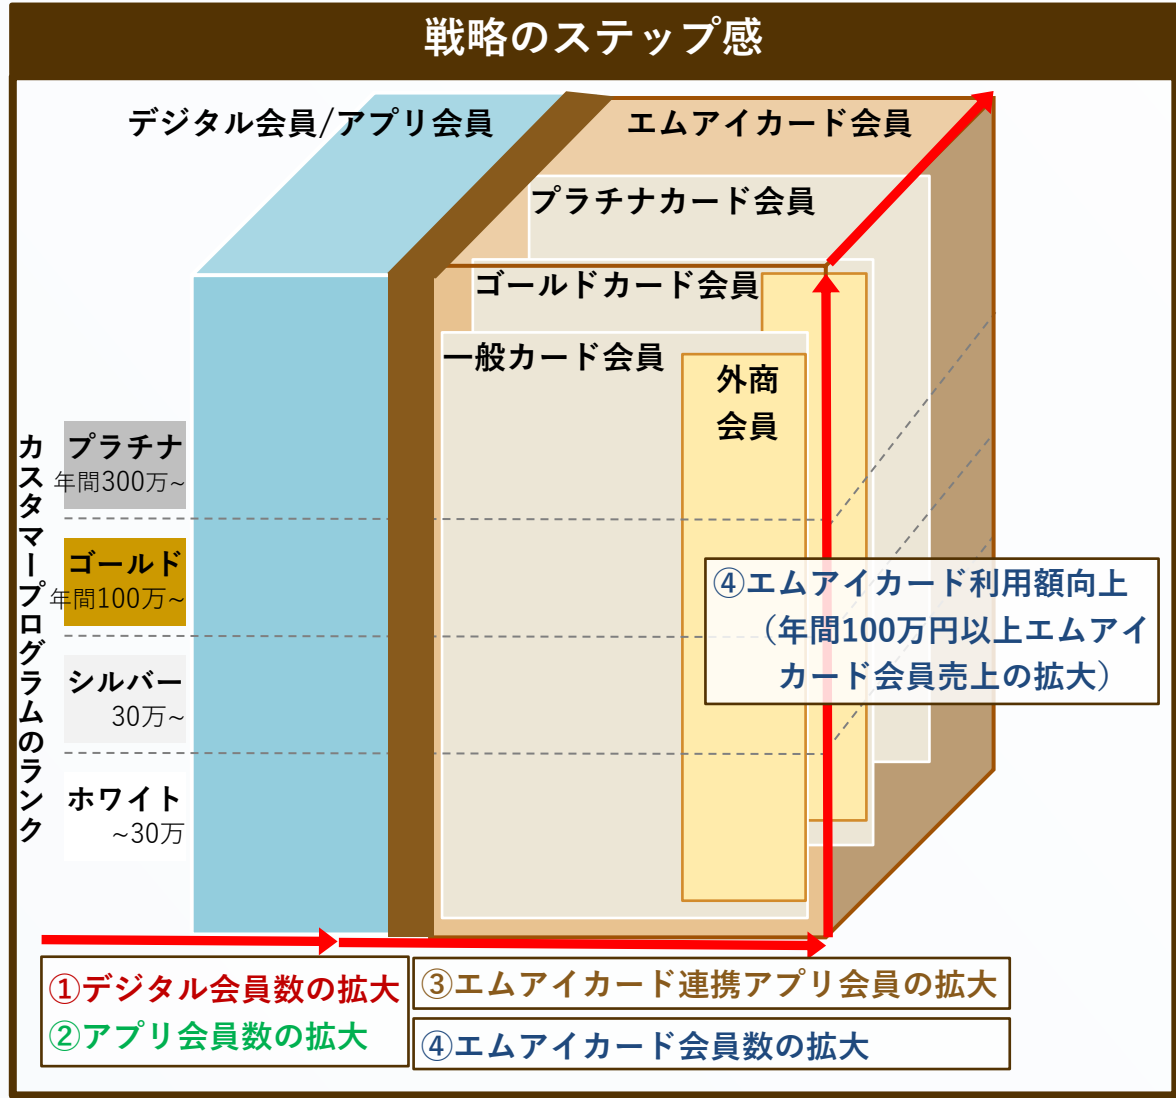 戦略のステップ感
デジタル会員/アプリ会員
エムアイカード会員
プラチナカード会員
ゴールドカード会員
一般カード会員
外商
会員
カスタマープログラムのランク
プラチナ
年間300万~
ゴールド
年間100万~
シルバー
30万~
ホワイト
~30万
④エムアイカード利用額向上
（年間100万円以上エムアイ
カード会員売上の拡大）
①デジタル会員数の拡大
②アプリ会員数の拡大
③エムアイカード連携アプリ会員の拡大
④エムアイカード会員数の拡大